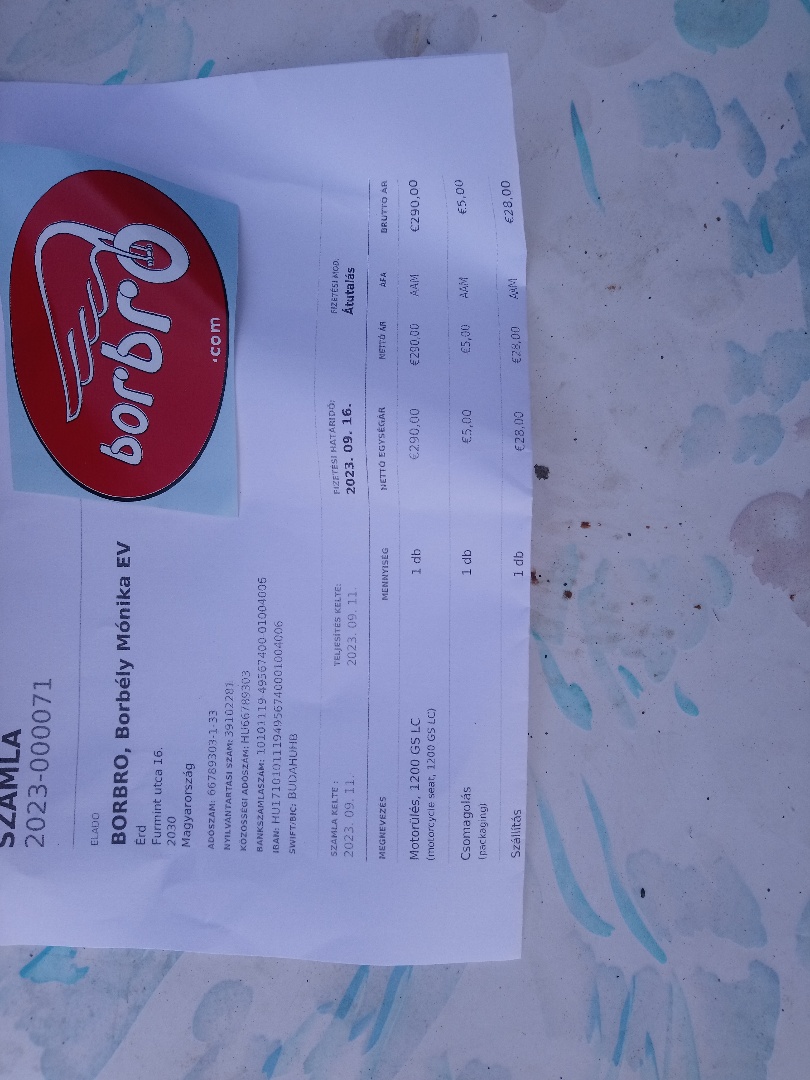 SZÁMLA
2023-000071
borbro
.com
ELADÓ
BORBRO, Borbély Mónika EV
Érd
Furmint utca 16.
2030
Magyarország
ADÓSZÁM: 66789303-1-33
NYILVANTARTÁSI SZÁM: 39102281
KÖZÖSSÉGI ADÓSZÁM: HU66789303
BANKSZÁMLASZÁM: 10101119-49567400-01004006
IBAN: HU17101011194956740001004006
SWIFT/BIC: BUDAHUHB
SZÁMLA KELTE: TELJESÍTÉS KELTE: FIZETÉSI HATÁRIDŐ: FIZETÉSI MÓD:
2023. 09. 11. 2023. 09. 11. 2023. 09. 16. Átutalás
MEGNEVEZÉS MENNYISÉG NETTÓ EGYSÉGÁR NETTÓ ÁR ÁFA BRUTTÓ ÁR
Motorülés, 1200 GS LC 1 db €290,00 €290,00 AAM €290,00
(motorcycle seat, 1200 GS LC)
Csomagolás 1 db €5,00 €5,00 AAM €5,00
(packaging)
Szállítás 1 db €28,00 €28,00 AAM €28,00